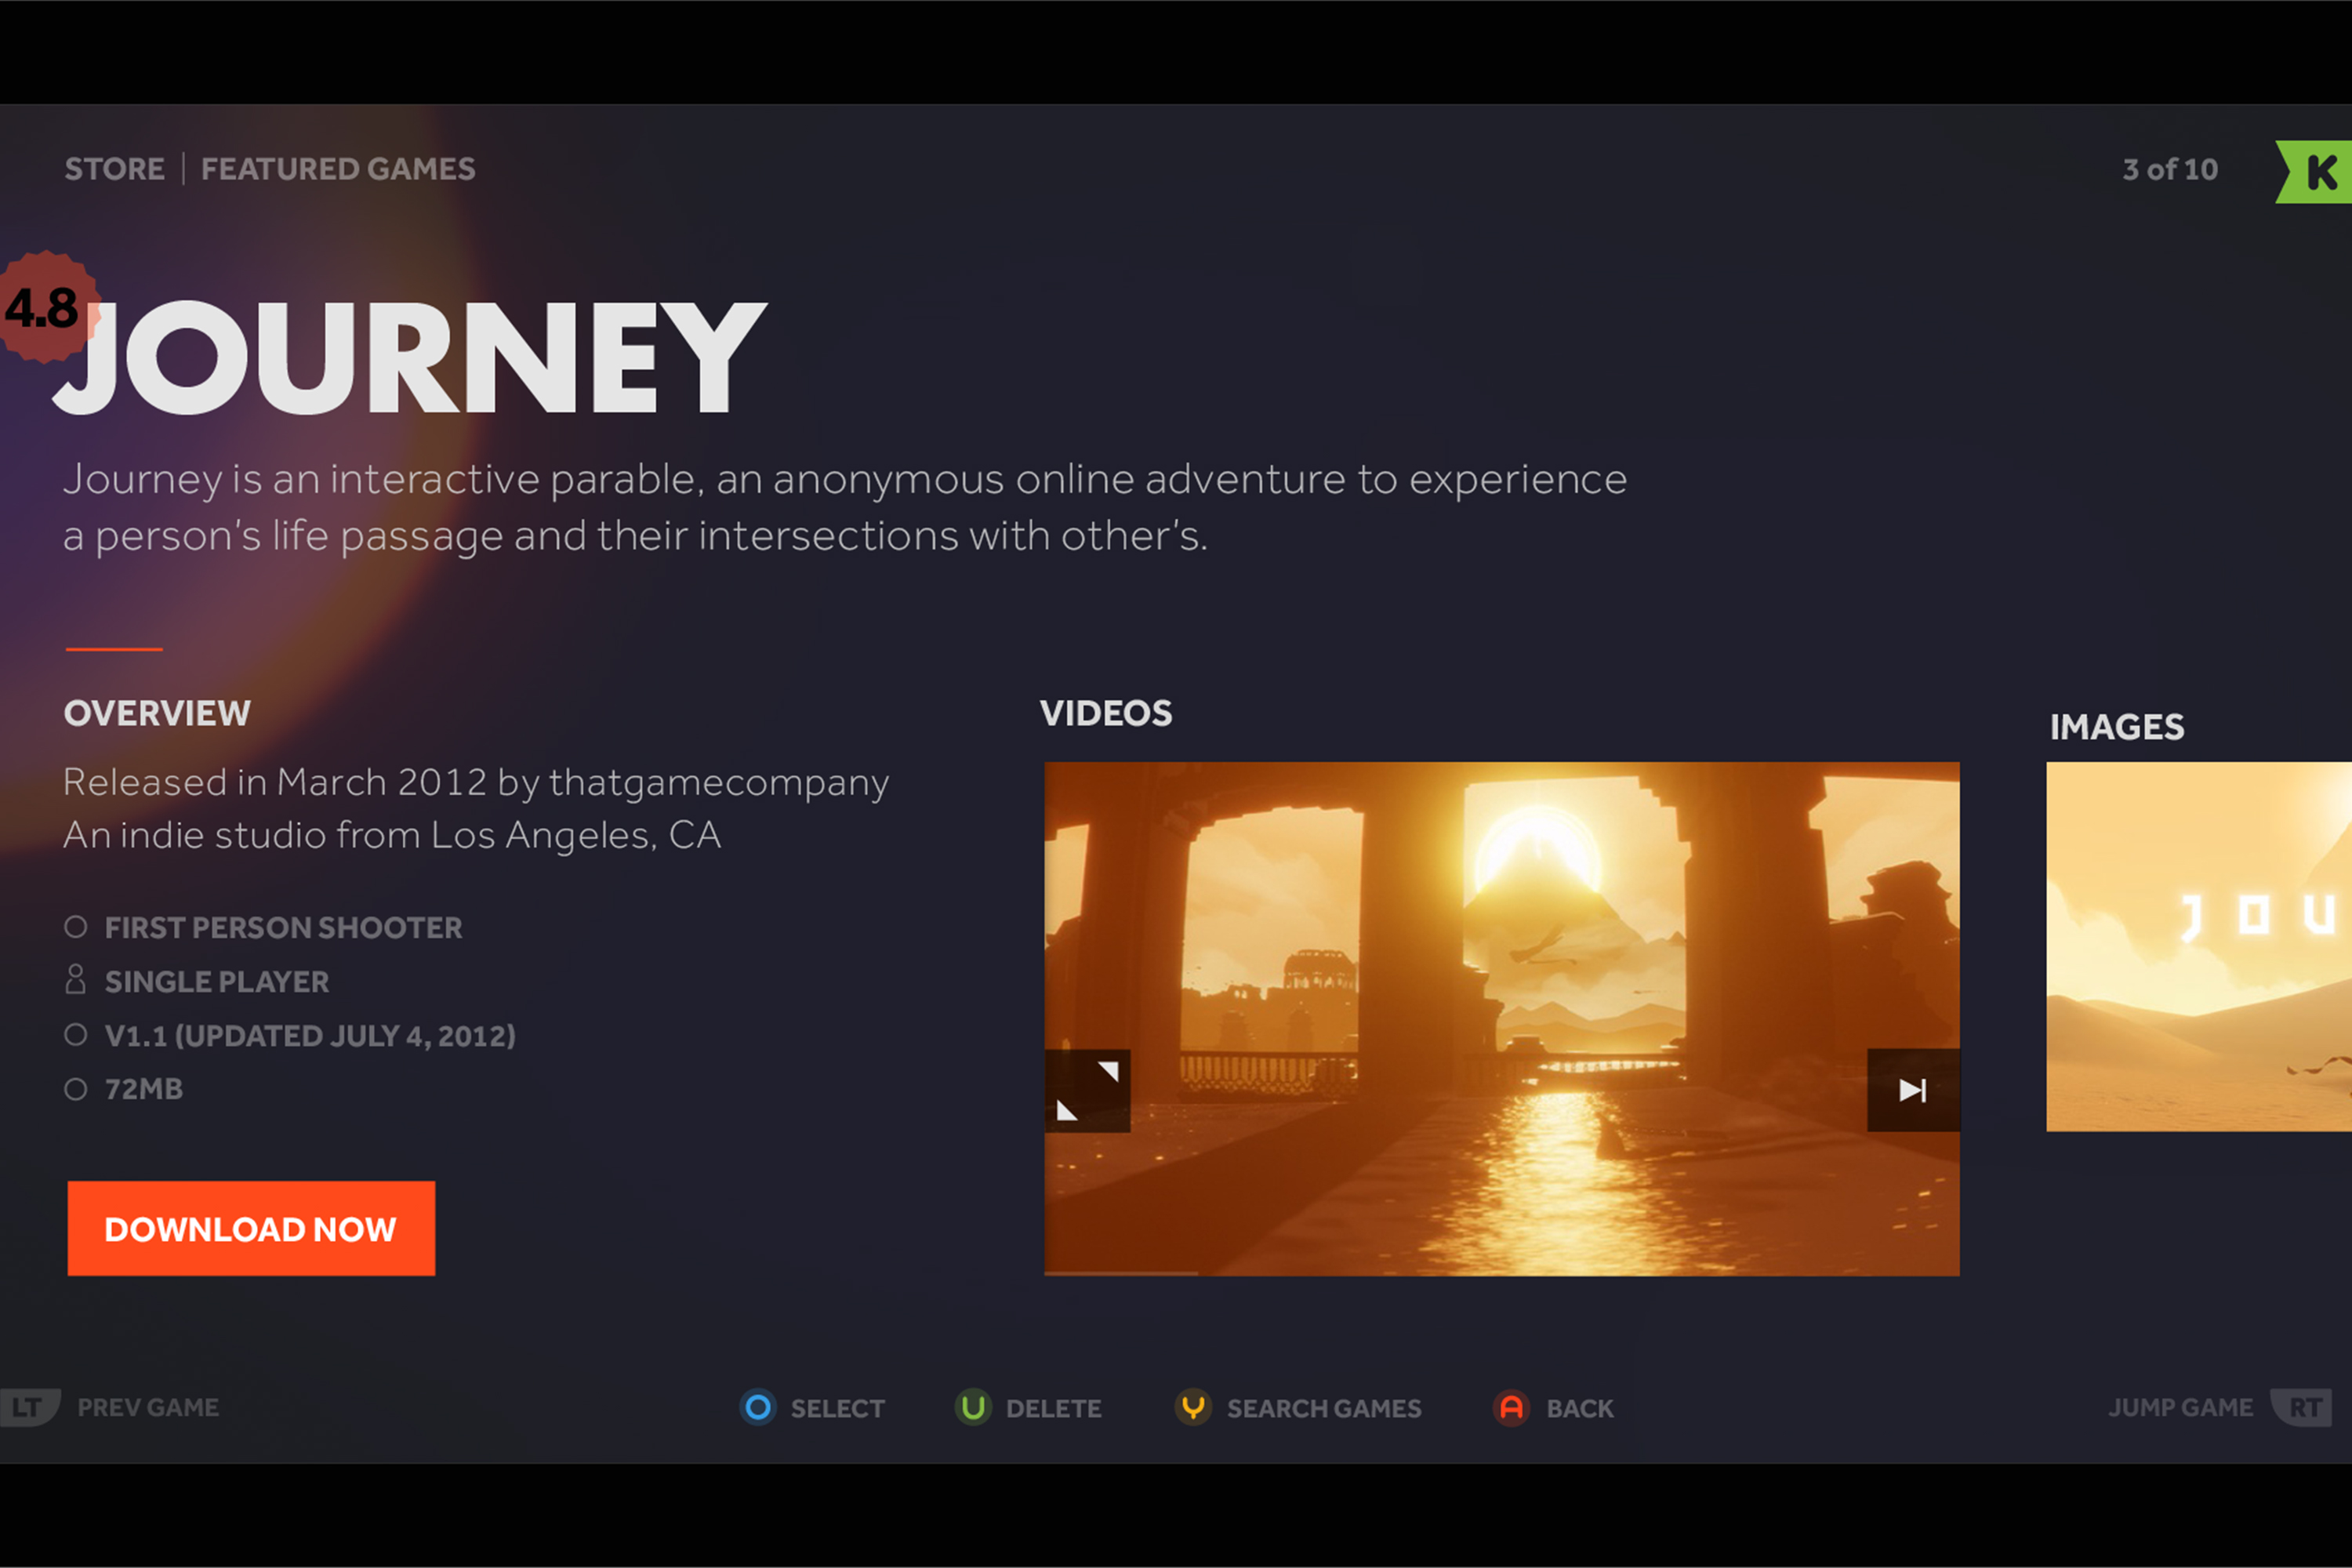 STORE | FEATURED GAMES
3 of 10
K
4.8
JOURNEY
Journey is an interactive parable, an anonymous online adventure to experience
a person's life passage and their intersections with other's.
OVERVIEW
Released in March 2012 by thatgamecompany
An indie studio from Los Angeles, CA
FIRST PERSON SHOOTER
SINGLE PLAYER
V1.1 (UPDATED JULY 4, 2012)
72MB
DOWNLOAD NOW
VIDEOS
IMAGES
JOU
LT PREV GAME
O SELECT
U DELETE
Y SEARCH GAMES
A BACK
JUMP GAME RT